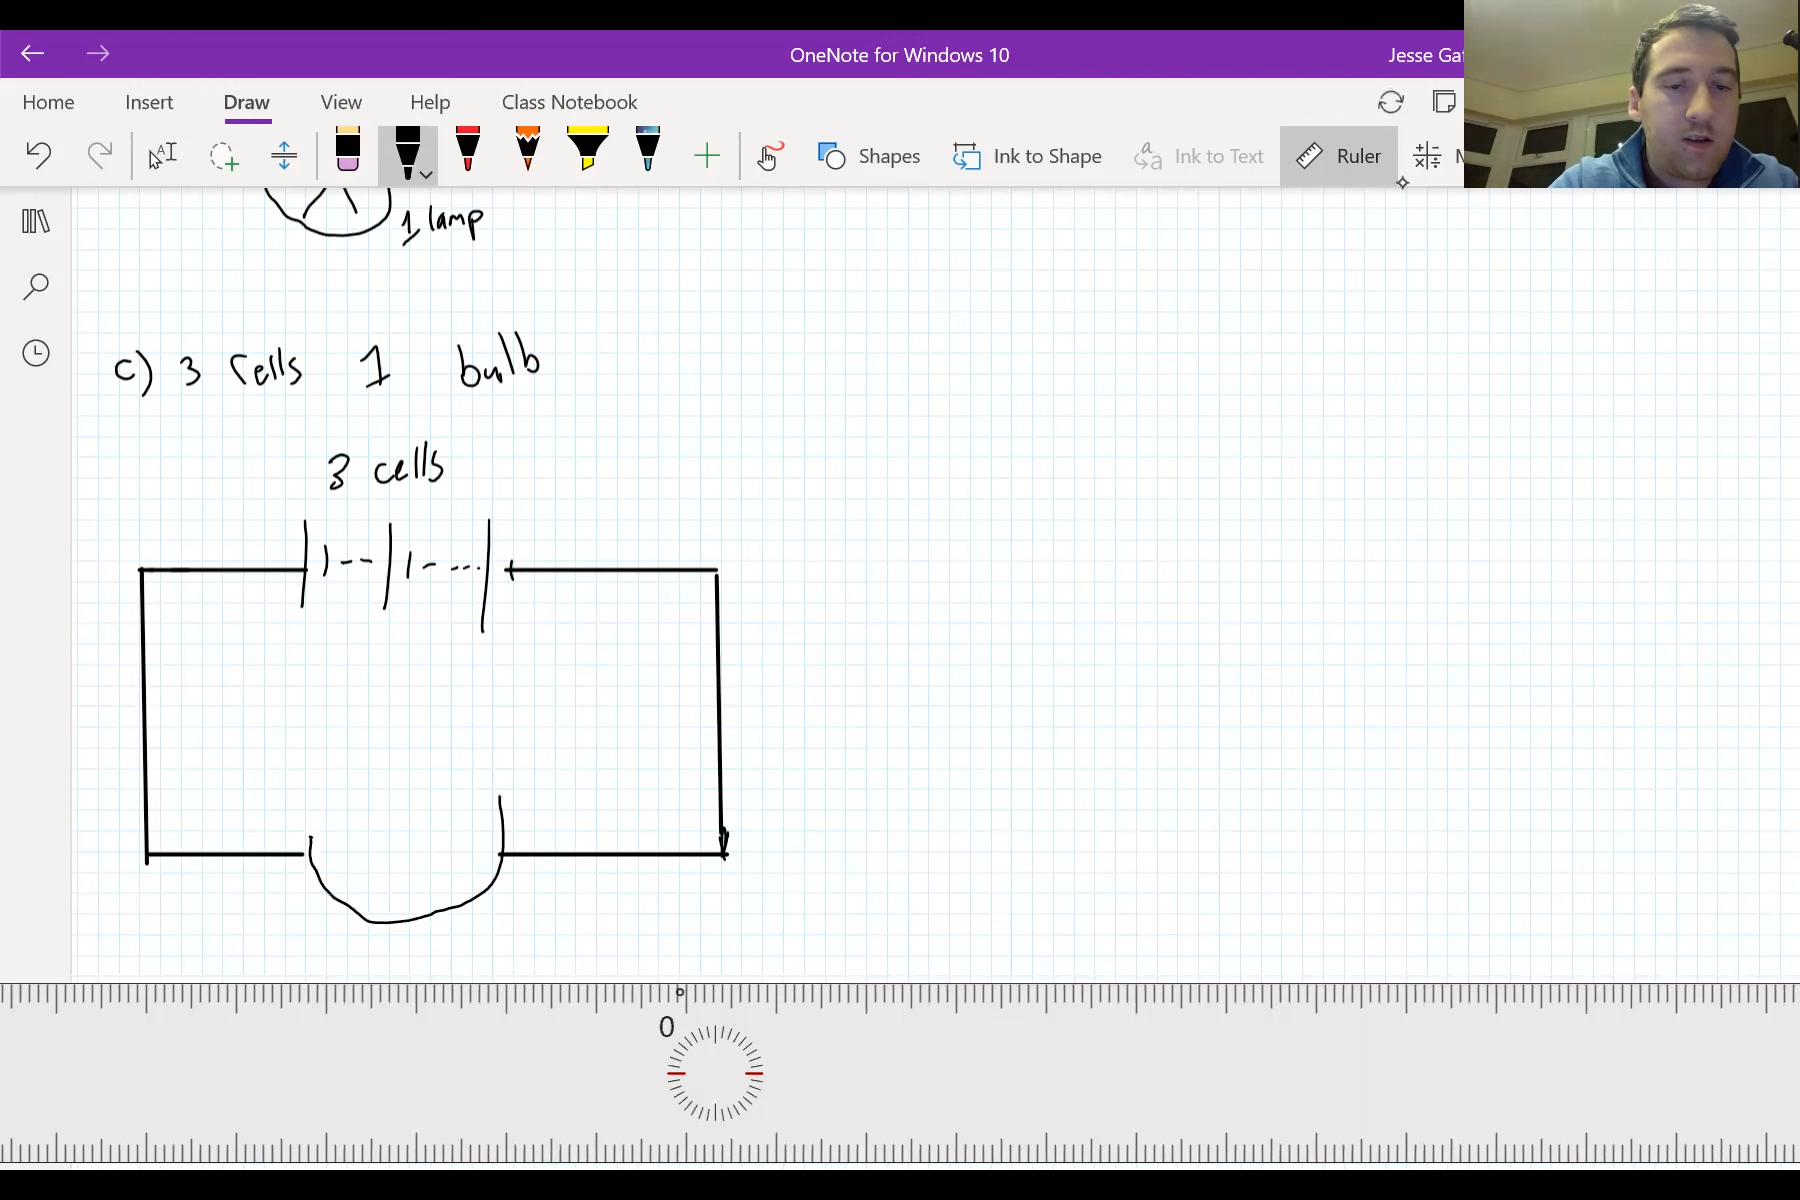 OneNote for Windows 10
Jesse Ga
Home Insert Draw View Help Class Notebook
Shapes Ink to Shape Ink to Text Ruler M
1 lamp
c) 3 cells 1 bulb
3 cells
0